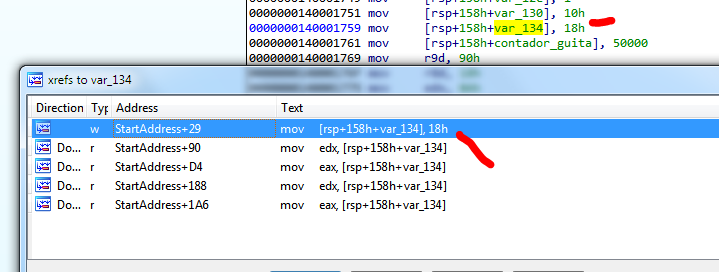 0000000140001751 mov [rsp+158h+var_130], 10h
0000000140001759 mov [rsp+158h+var_134], 18h
0000000140001761 mov [rsp+158h+contador_guita], 50000
0000000140001769 mov r9d, 90h
xrefs to var_134
Direction Typ Address Text
w StartAddress+29 mov [rsp+158h+var_134], 18h
Do... r StartAddress+90 mov edx, [rsp+158h+var_134]
Do... r StartAddress+D4 mov eax, [rsp+158h+var_134]
Do... r StartAddress+188 mov edx, [rsp+158h+var_134]
Do... r StartAddress+1A6 mov eax, [rsp+158h+var_134]